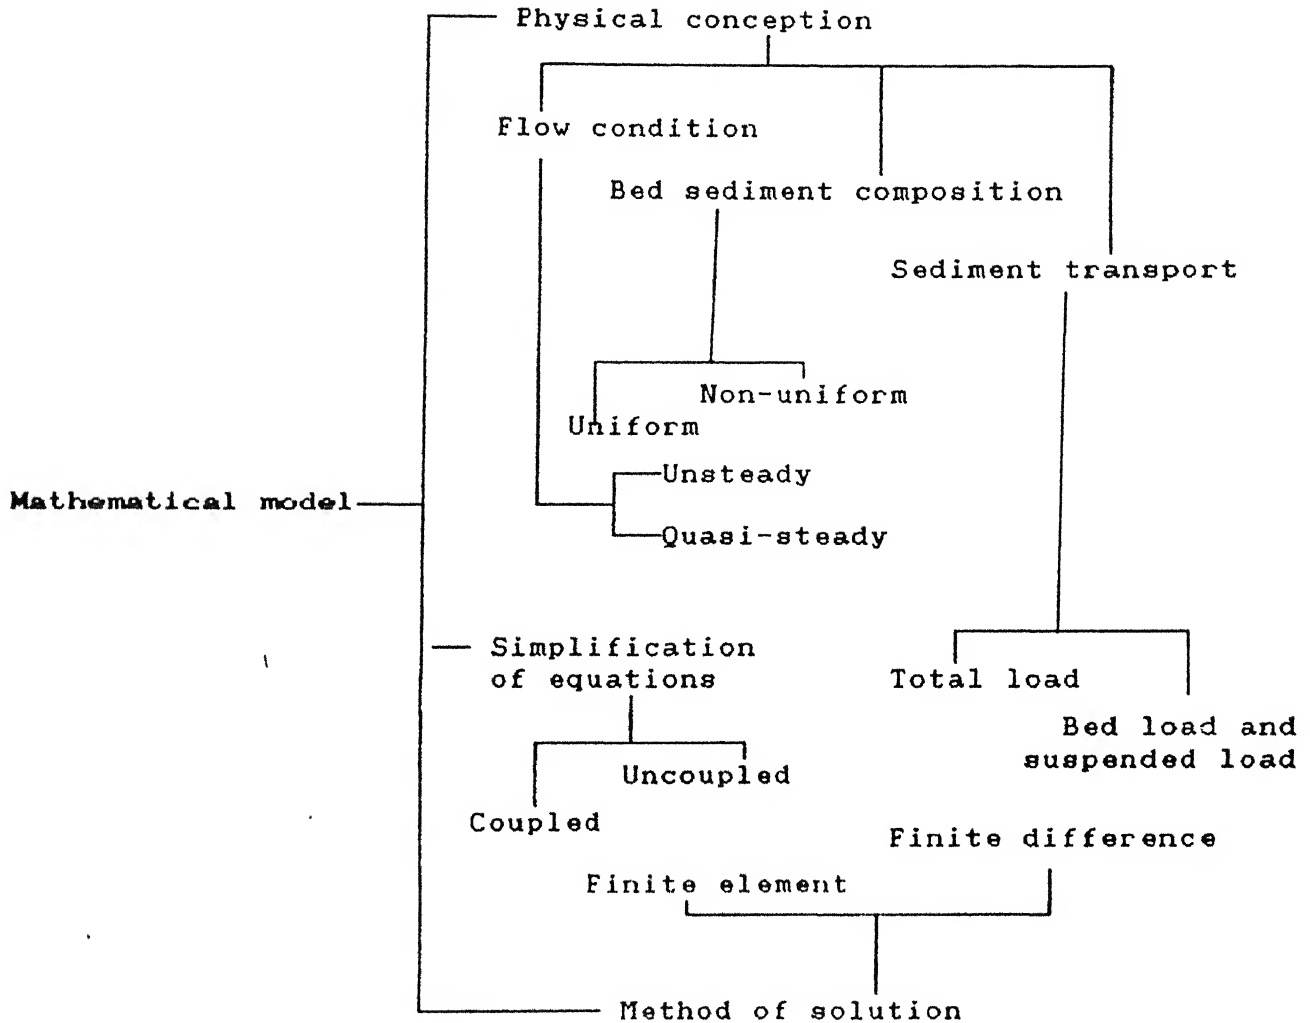 Physical conception
Flow condition
Bed sediment composition
Sediment transport
Non-uniform
Uniform
Unsteady
Mathematical model
Quasi-steady
Simplification
of equations
Total load
Bed load and
suspended load
Uncoupled
Coupled
Finite difference
Finite element
Method of solution